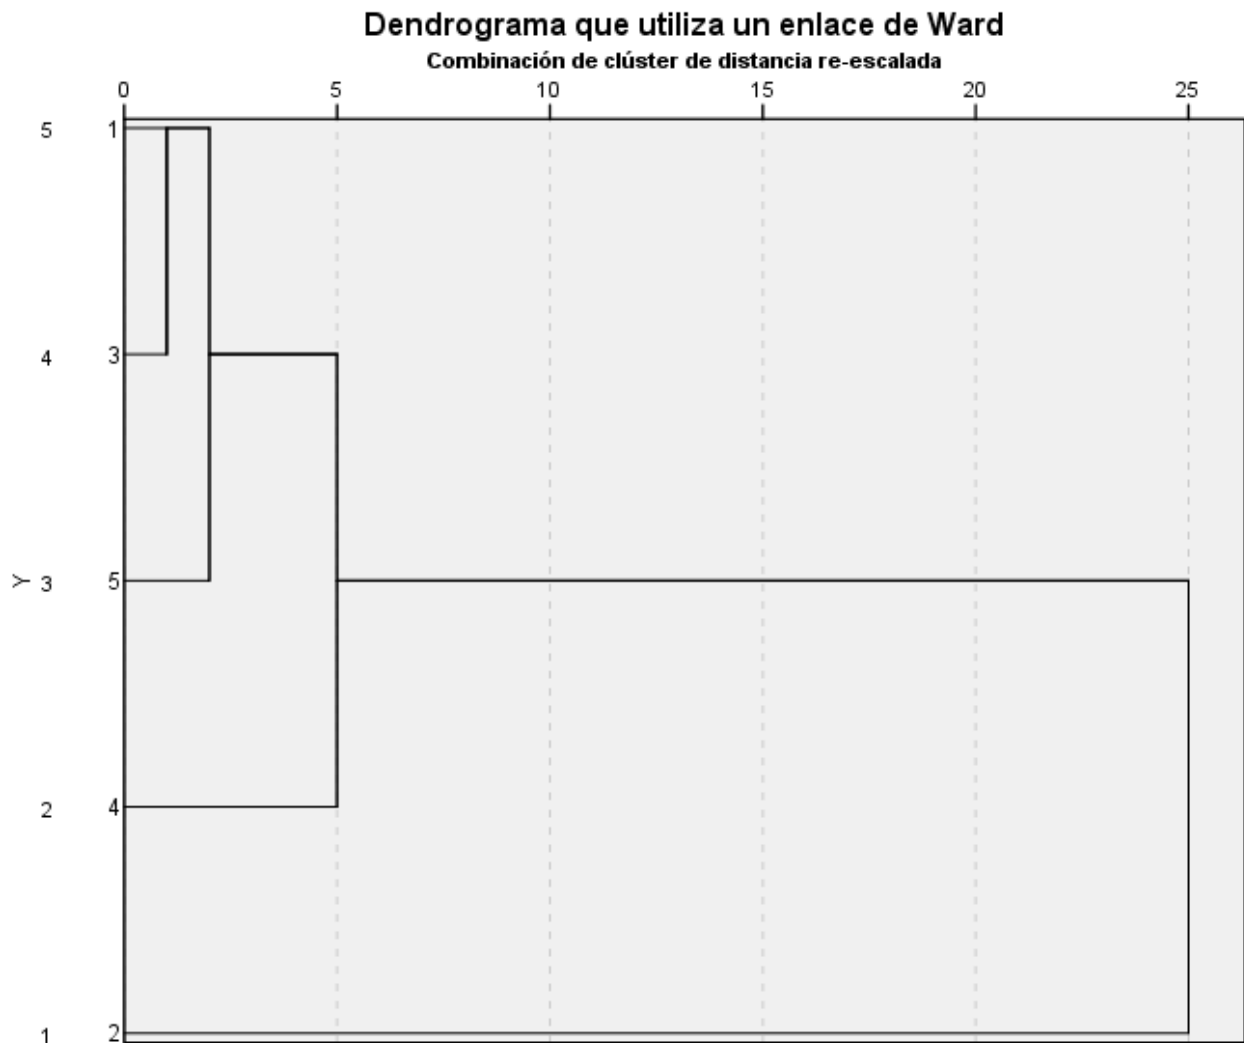 Dendrograma que utiliza un enlace de Ward
Combinación de clúster de distancia re-escalada
0 5 10 15 20 25
5 1
4 3
Y 3 5
2 4
1 2